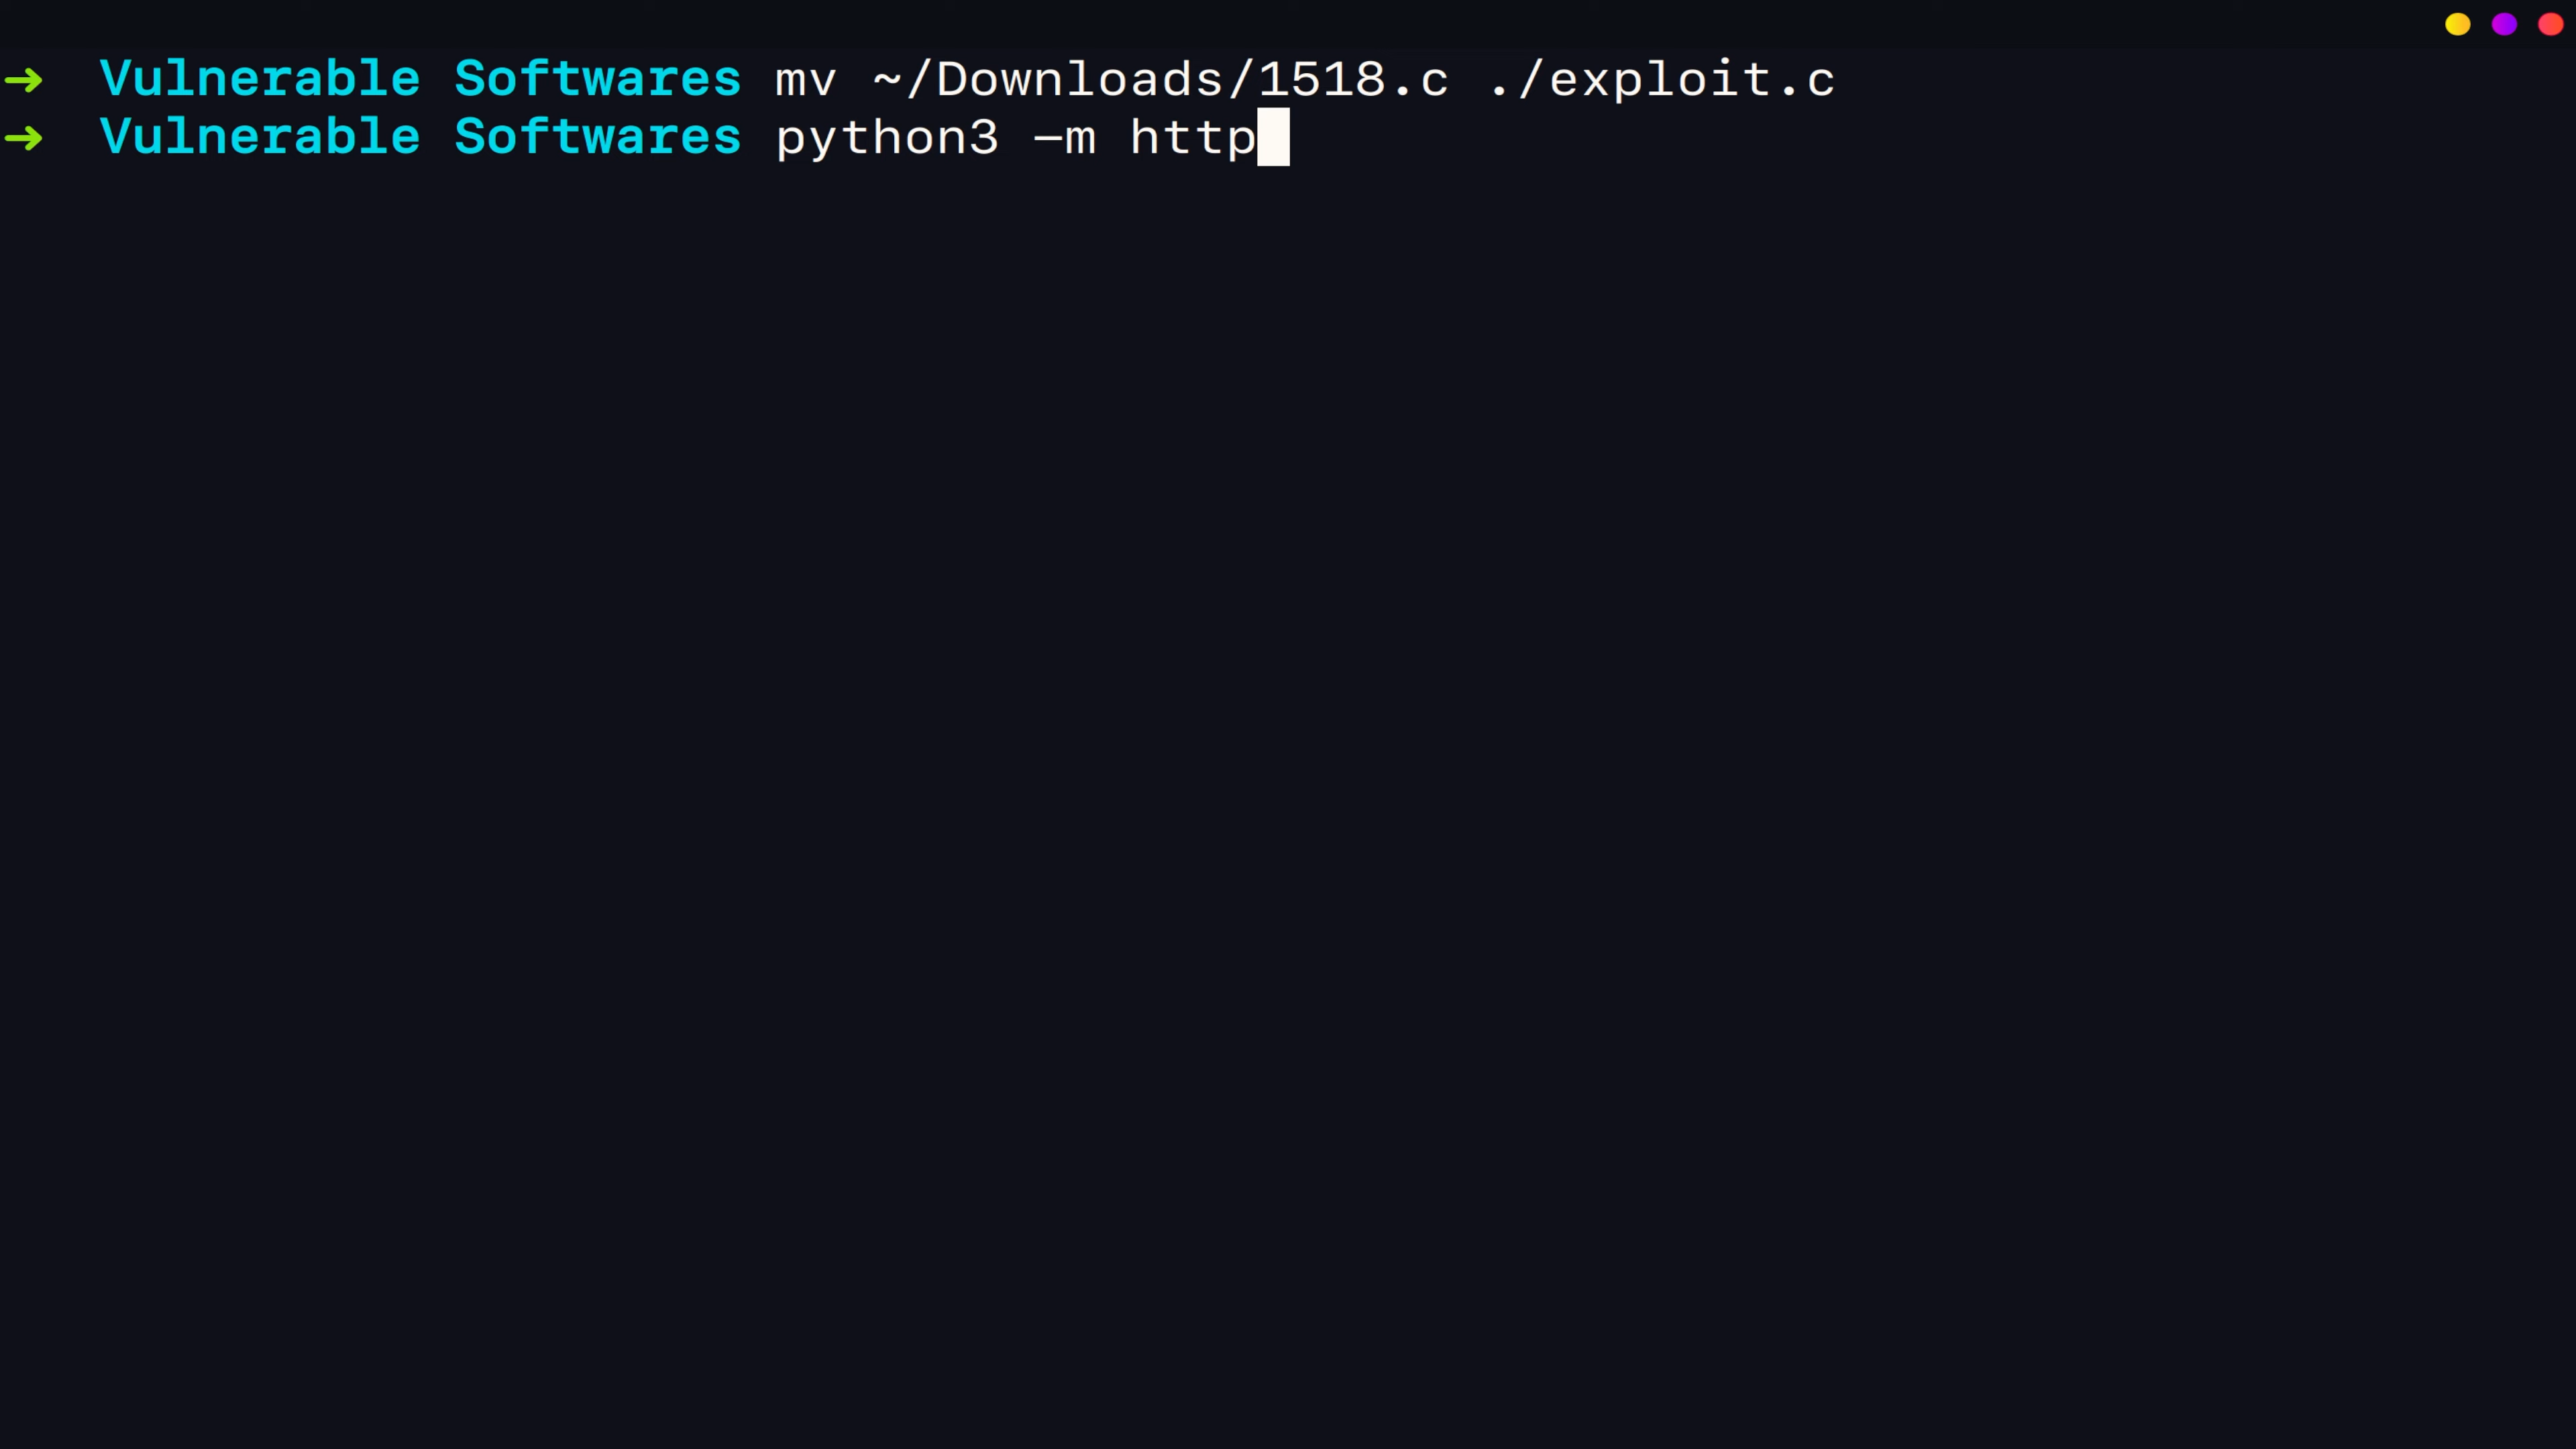 → Vulnerable Softwares mv ~/Downloads/1518.c ./exploit.c
→ Vulnerable Softwares python3 -m http